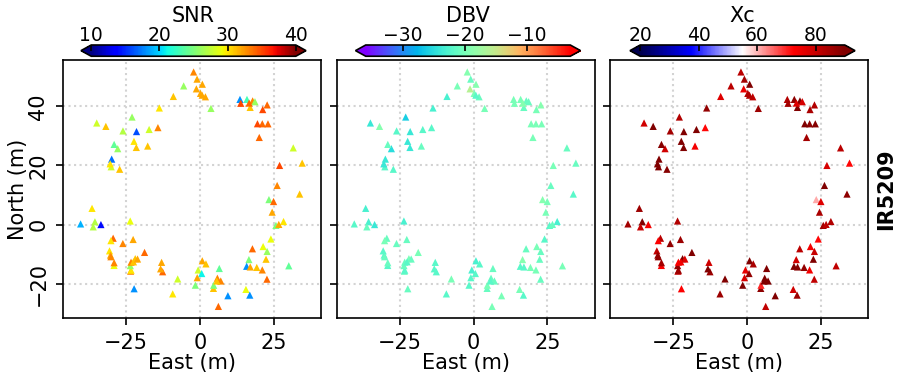 SNR DBV Xc
10 20 30 40 −30 −20 −10 20 40 60 80
40
20
0
−20
North (m)
IR5209
−25 0 25 −25 0 25 −25 0 25
East (m) East (m) East (m)